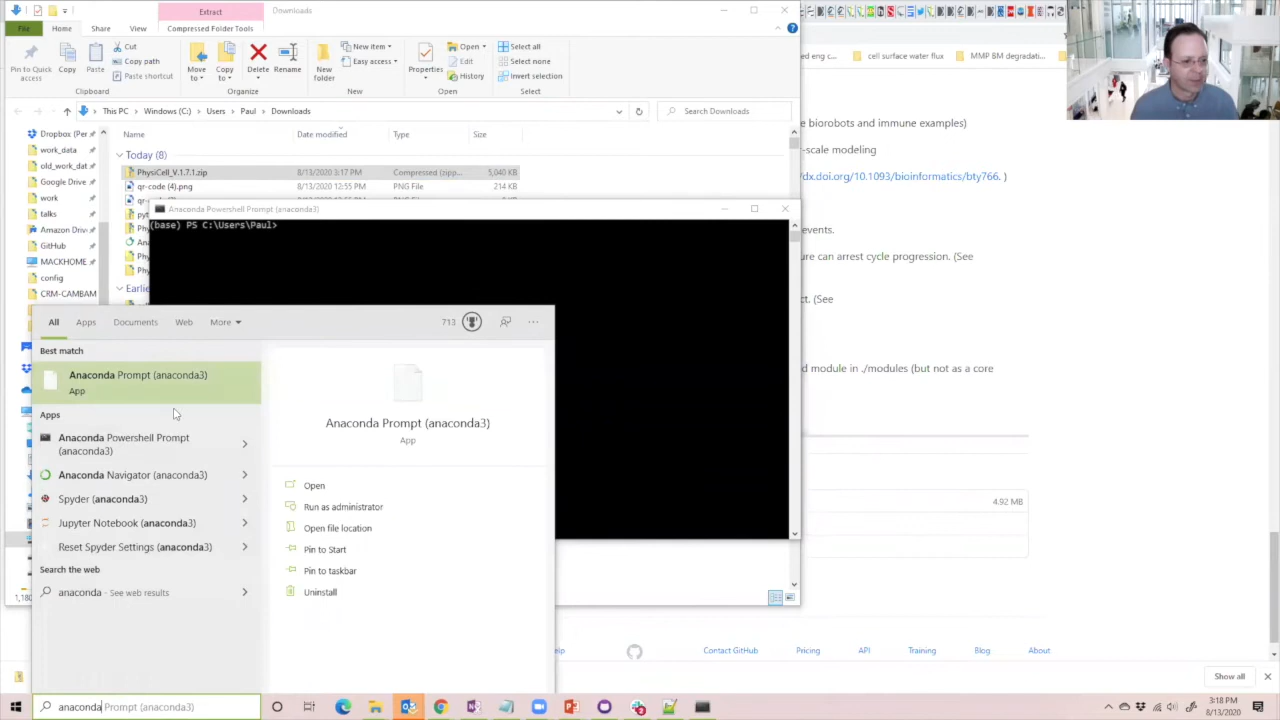 Extract
Downloads
File
Home
Share
View
Compressed Folder Tools
Pin to Quick access
Copy
Paste
Cut
Copy path
Paste shortcut
Clipboard
Move to
Copy to
Delete
Rename
Organize
New folder
New item
Easy access
New
Properties
Open
Edit
History
Open
Select all
Select none
Invert selection
Select
This PC
Windows (C:)
Users
Paul
Downloads
Search Downloads
Name
Date modified
Type
Size
Dropbox (Per
work_data
old_work_dat
Google Drive
work
talks
Amazon Driv
GitHub
MACKHOME
config
CRM-CAMBAM
Today (8)
PhysiCell_V.1.7.1.zip
8/13/2020 3:17 PM
Compressed (zipp...
5,040 KB
qr-code (4).png
8/13/2020 12:55 PM
PNG File
214 KB
Earlie
ed eng c...
cell surface water flux
MMP BM degradati...
e biorobots and immune examples)
r-scale modeling
/dx.doi.org/10.1093/bioinformatics/bty766. )
events.
ure can arrest cycle progression. (See
ct. (See
d module in ./modules (but not as a core
4.92 MB
Contact GitHub
Pricing
API
Training
Blog
About
Show all
Anaconda Powershell Prompt (anaconda3)
(base) PS C:\Users\Paul>
All
Apps
Documents
Web
More
713
Best match
Anaconda Prompt (anaconda3)
App
Apps
Anaconda Powershell Prompt
(anaconda3)
Anaconda Navigator (anaconda3)
Spyder (anaconda3)
Jupyter Notebook (anaconda3)
Reset Spyder Settings (anaconda3)
Search the web
anaconda - See web results
Anaconda Prompt (anaconda3)
App
Open
Run as administrator
Open file location
Pin to Start
Pin to taskbar
Uninstall
anaconda Prompt (anaconda3)
3:18 PM
8/13/2020